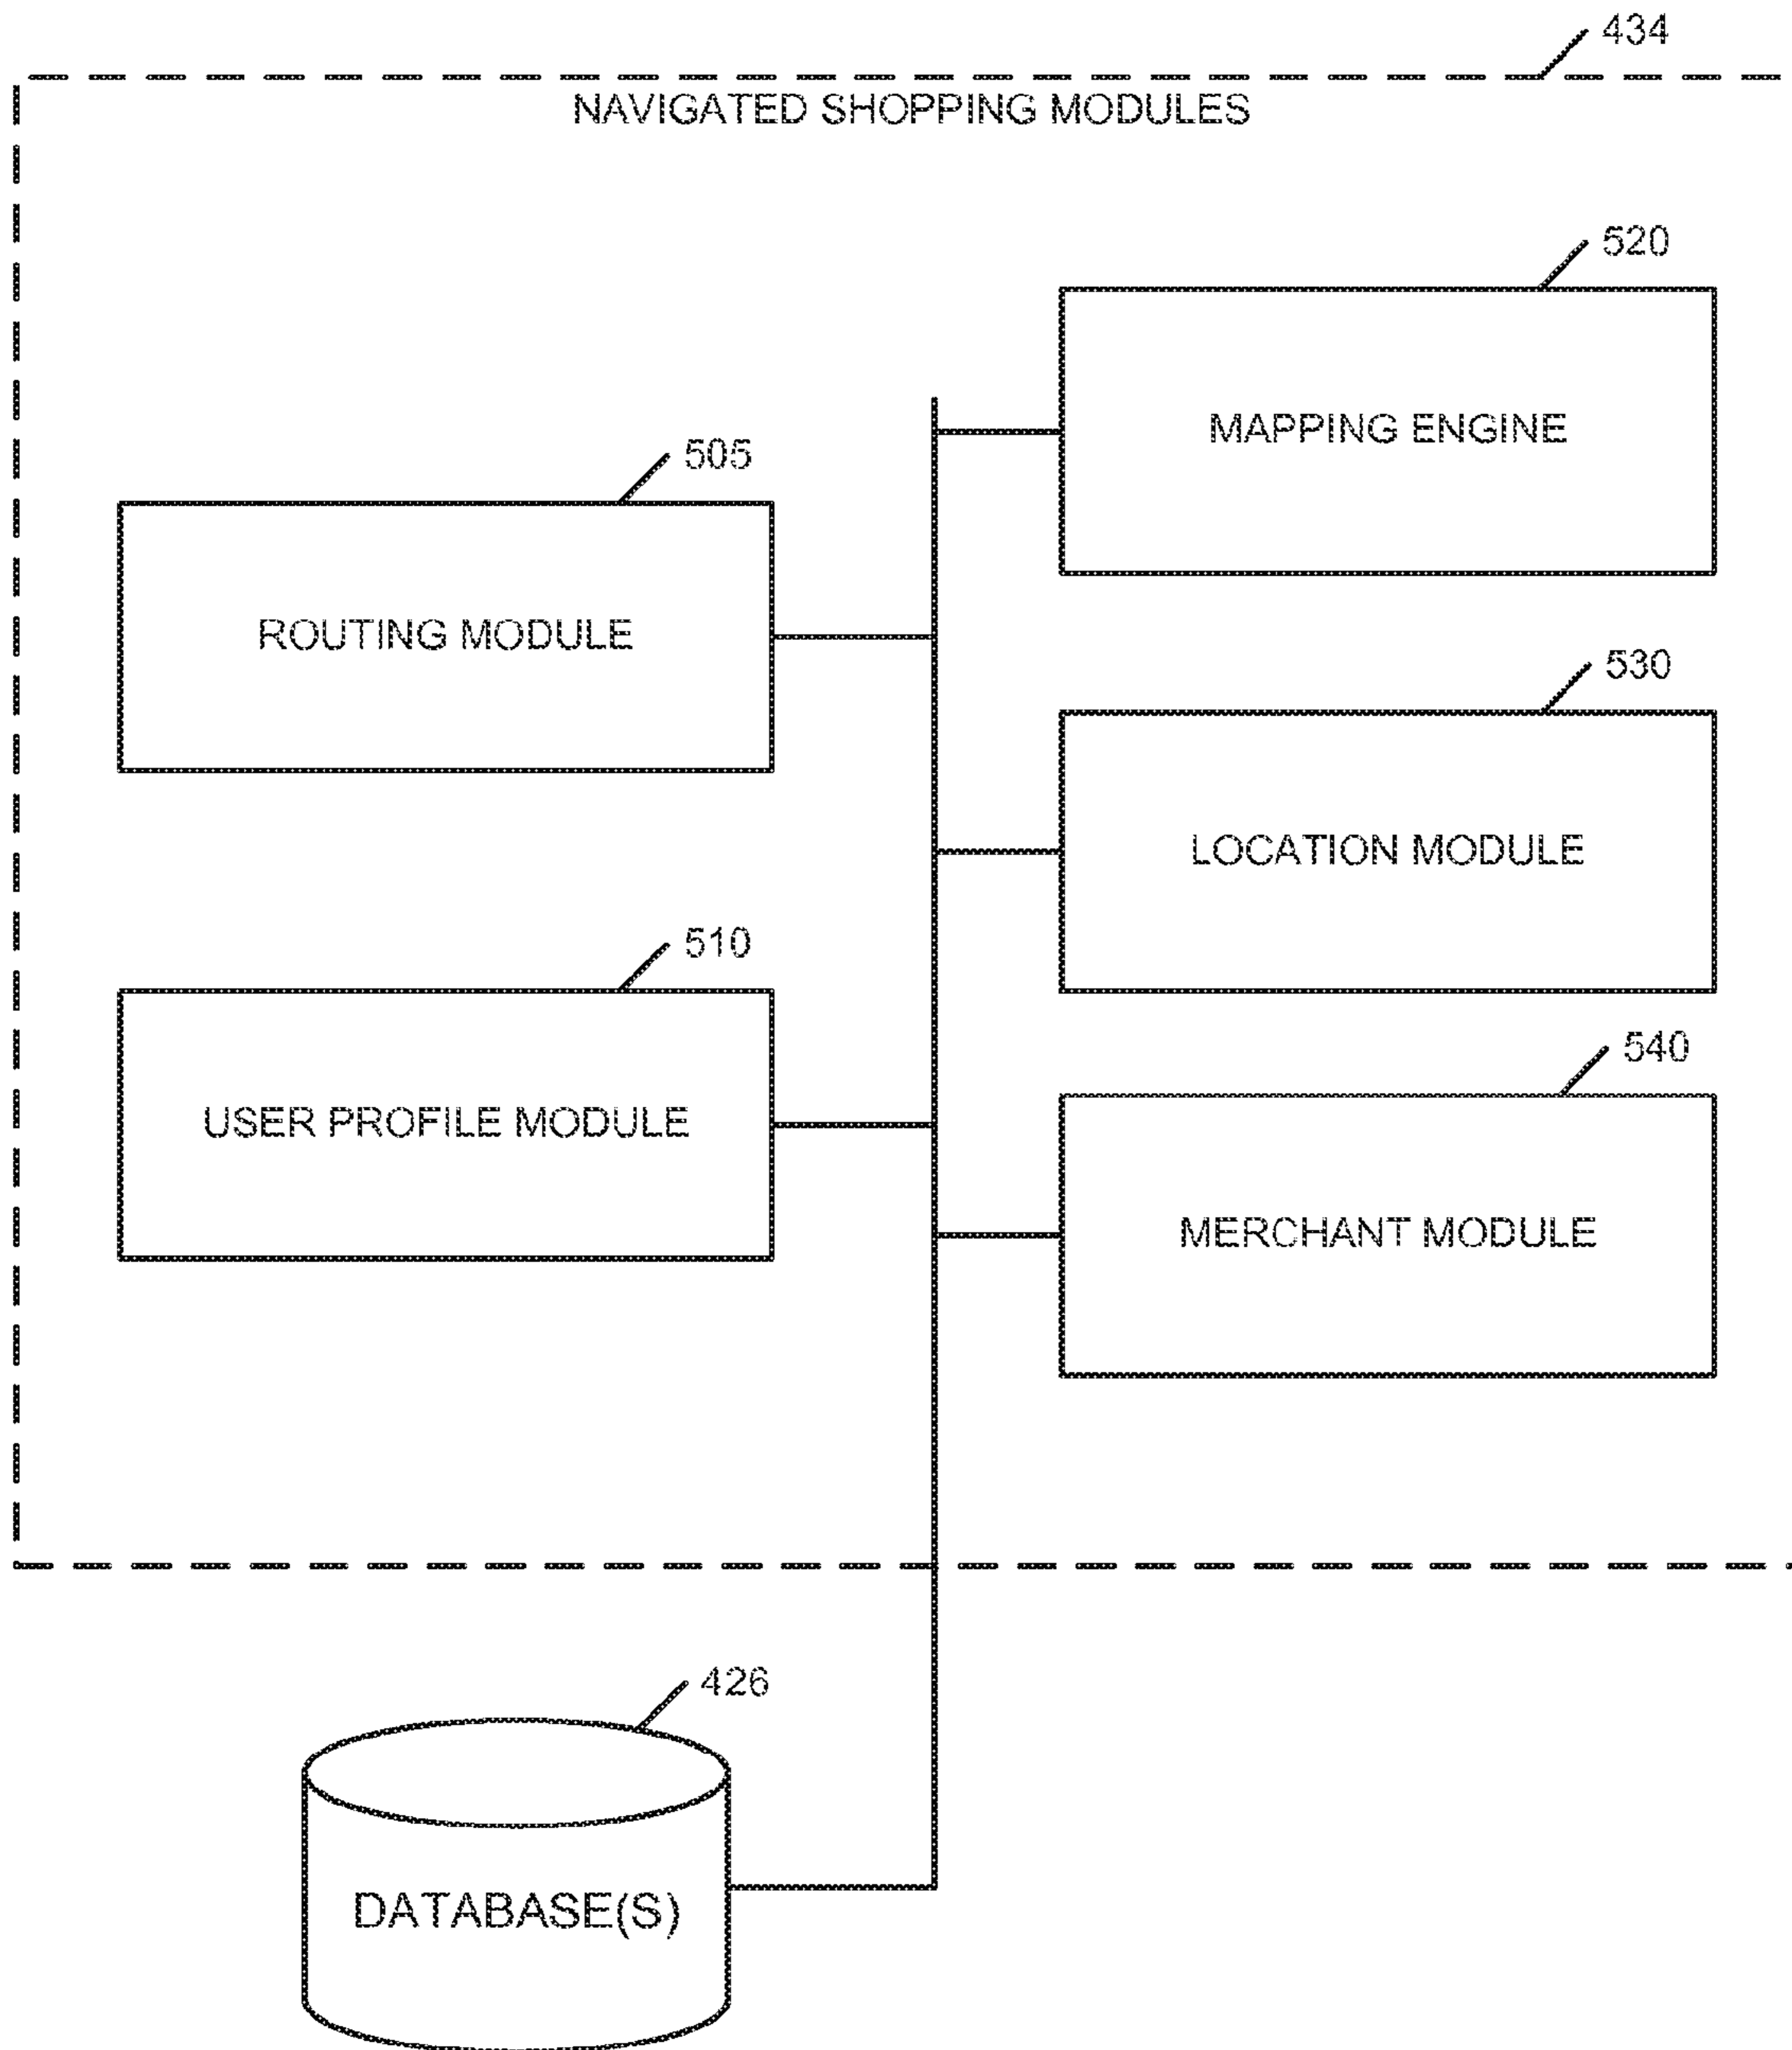 434
NAVIGATED SHOPPING MODULES
520
MAPPING ENGINE
505
ROUTING MODULE
530
LOCATION MODULE
510
USER PROFILE MODULE
540
MERCHANT MODULE
426
DATABASE(S)